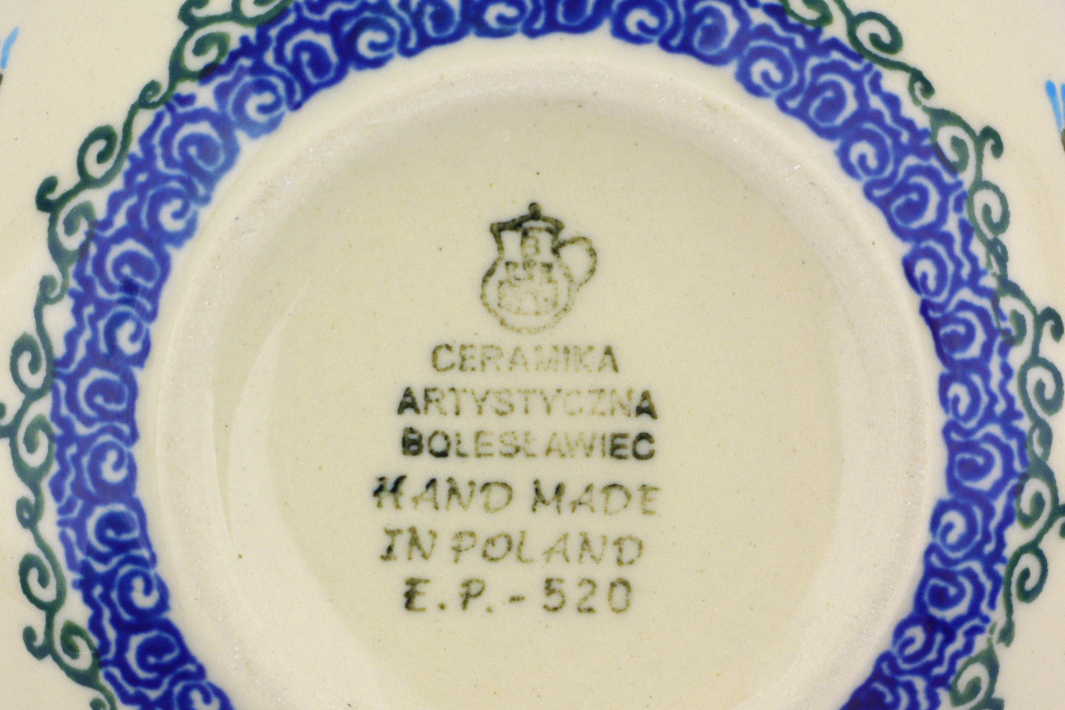 CERAMIKA
ARTYSTYCZNA
BOLESŁAWIEC
HAND MADE
IN POLAND
E.P.-520